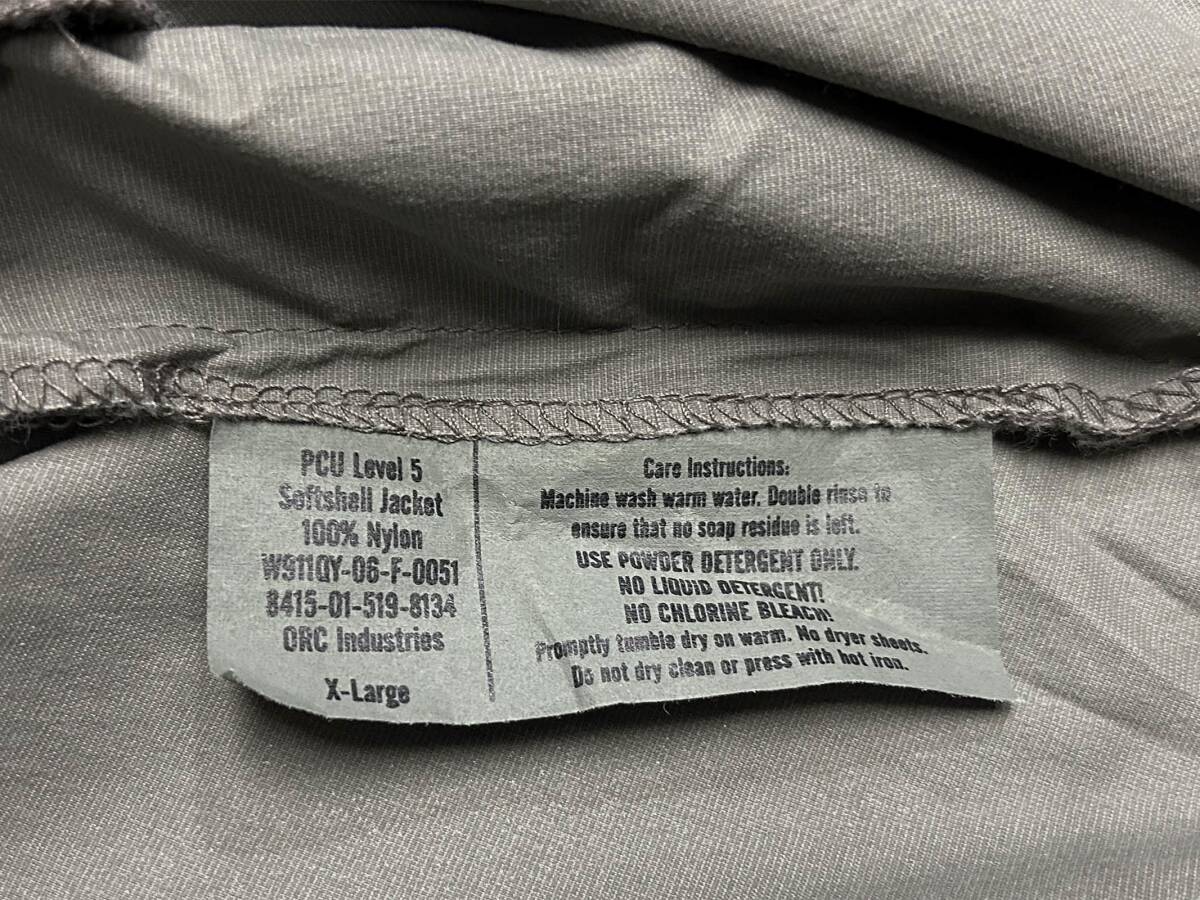 PCU Level 5
Softshell Jacket
100% Nylon
W911QY-06-F-0051
8415-01-519-8134
ORC Industries
X-Large
Care Instructions:
Machine wash warm water. Double rinse to
ensure that no soap residue is left.
USE POWDER DETERGENT ONLY.
NO LIQUID DETERGENT!
NO CHLORINE BLEACH!
Promptly tumble dry on warm. No dryer sheets.
Do not dry clean or press with hot iron.